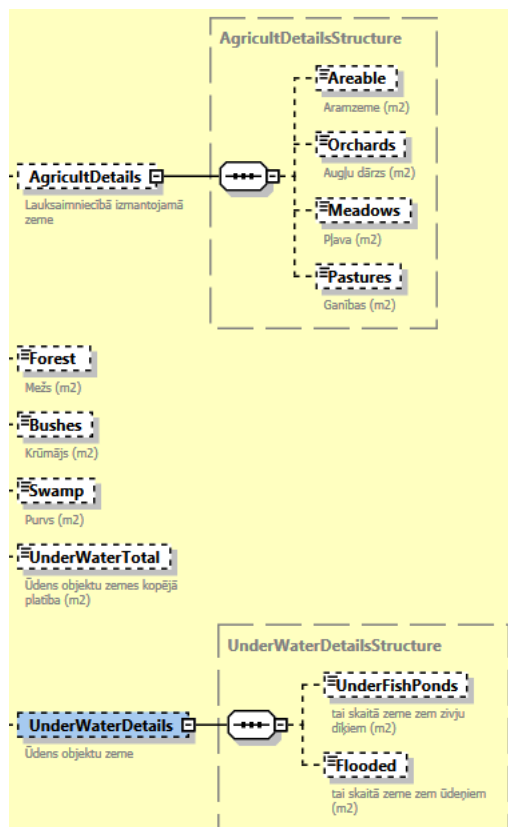 AgricultDetailsStructure
Areable
Aramzeme (m2)
Orchards
Augļu dārzs (m2)
AgricultDetails
Lauksaimniecībā izmantojamā
zeme
Meadows
Pļava (m2)
Pastures
Ganības (m2)
Forest
Mežs (m2)
Bushes
Krūmājs (m2)
Swamp
Purvs (m2)
UnderWaterTotal
Ūdens objektu zemes kopējā
platība (m2)
UnderWaterDetailsStructure
UnderFishPonds
tai skaitā zeme zem zivju
dīķiem (m2)
UnderWaterDetails
Ūdens objektu zeme
Flooded
tai skaitā zeme zem ūdeņiem
(m2)